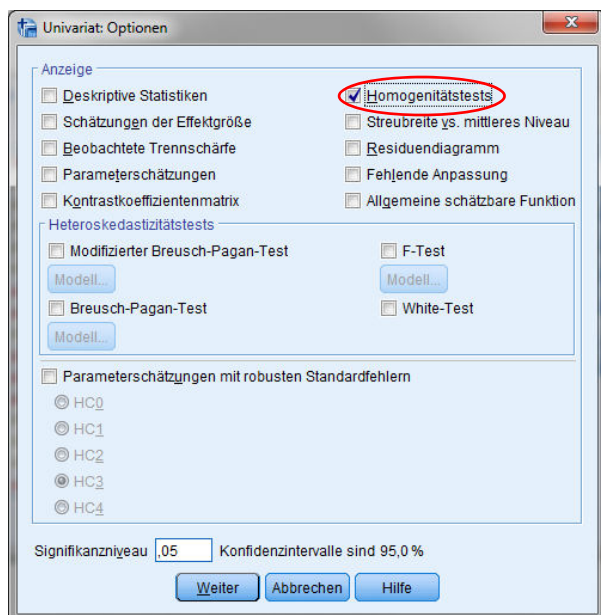 Univariat: Optionen
Anzeige
Deskriptive Statistiken
Homogenitätstests
Schätzungen der Effektgröße
Streubreite vs. mittleres Niveau
Beobachtete Trennschärfe
Residuendiagramm
Parameterschätzungen
Fehlende Anpassung
Kontrastkoeffizientenmatrix
Allgemeine schätzbare Funktion
Heteroskedastizitätstests
Modifizierter Breusch-Pagan-Test
F-Test
Modell...
Modell...
Breusch-Pagan-Test
White-Test
Modell...
Parameterschätzungen mit robusten Standardfehlern
HC0
HC1
HC2
HC3
HC4
Signifikanzniveau ,05 Konfidenzintervalle sind 95,0 %
Weiter Abbrechen Hilfe